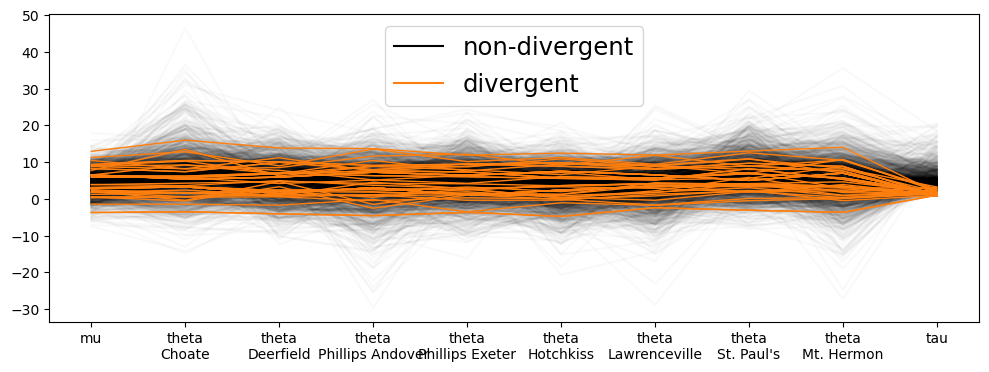 50
40
30
20
10
0
−10
−20
−30
non-divergent
divergent
mu
theta
Choate
theta
Deerfield
theta
Phillips Andover
theta
Phillips Exeter
theta
Hotchkiss
theta
Lawrenceville
theta
St. Paul's
theta
Mt. Hermon
tau